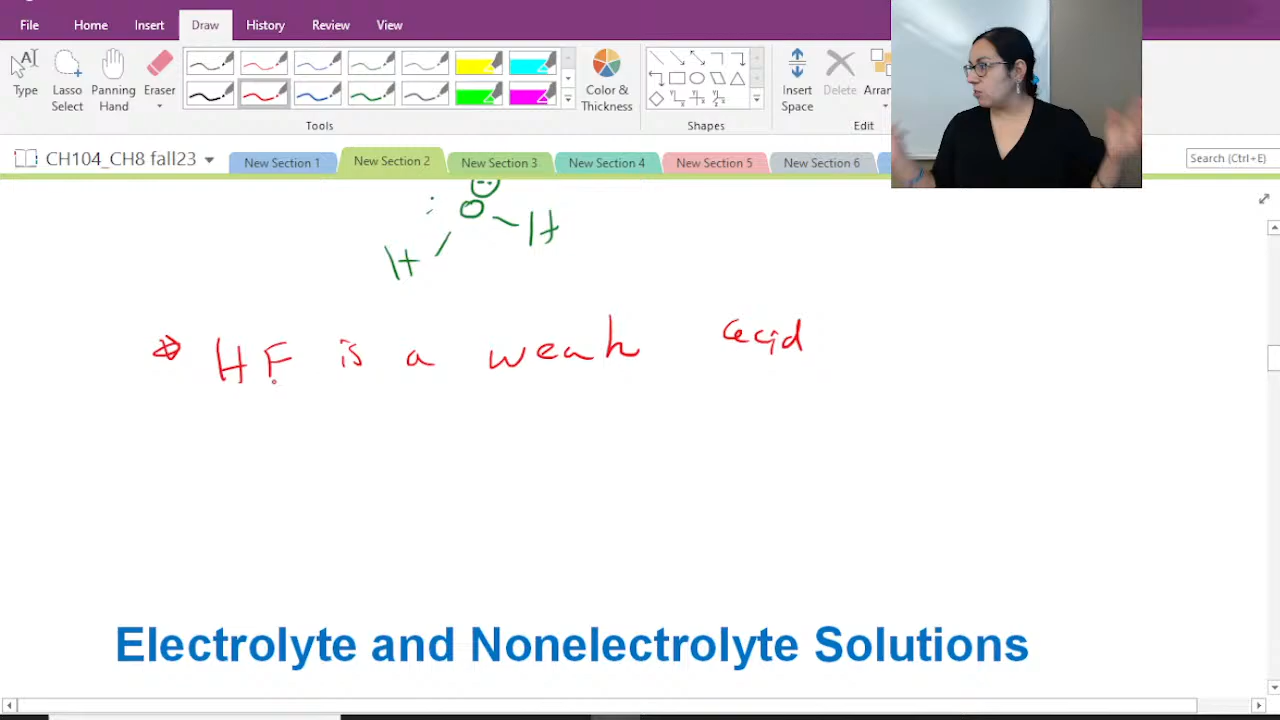 File Home Insert Draw History Review View
Type Lasso Select Panning Hand Eraser Color & Thickness Insert Space Delete Arran
Tools Shapes Edit
CH104_CH8 fall23 New Section 1 New Section 2 New Section 3 New Section 4 New Section 5 New Section 6 Search (Ctrl+E)
O
H H
HF is a weak acid
Electrolyte and Nonelectrolyte Solutions